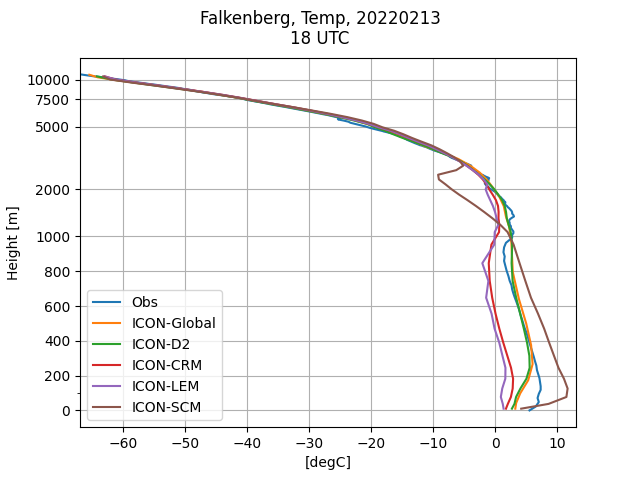 Falkenberg, Temp, 20220213
18 UTC
10000
7500
5000
2000
1000
800
600
400
200
0
Height [m]
Obs
ICON-Global
ICON-D2
ICON-CRM
ICON-LEM
ICON-SCM
−60 −50 −40 −30 −20 −10 0 10
[degC]